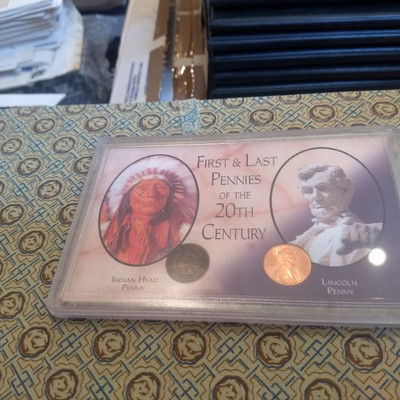 FIRST & LAST
PENNIES
OF THE
20TH
CENTURY
INDIAN HEAD
PENNY
LINCOLN
PENNY